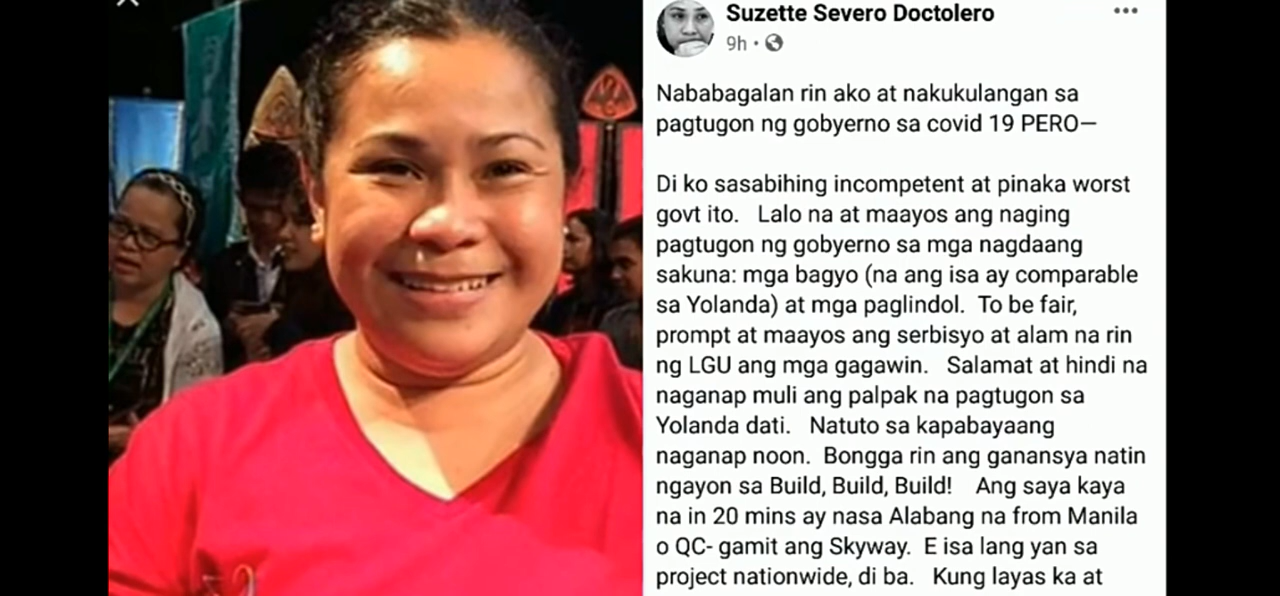 Suzette Severo Doctolero
9h
Nababagalan rin ako at nakukulangan sa
pagtugon ng gobyerno sa covid 19 PERO—
Di ko sasabihing incompetent at pinaka worst
govt ito. Lalo na at maayos ang naging
pagtugon ng gobyerno sa mga nagdaang
sakuna: mga bagyo (na ang isa ay comparable
sa Yolanda) at mga paglindol. To be fair,
prompt at maayos ang serbisyo at alam na rin
ng LGU ang mga gagawin. Salamat at hindi na
naganap muli ang palpak na pagtugon sa
Yolanda dati. Natuto sa kapabayaang
naganap noon. Bongga rin ang ganansya natin
ngayon sa Build, Build, Build! Ang saya kaya
na in 20 mins ay nasa Alabang na from Manila
o QC- gamit ang Skyway. E isa lang yan sa
project nationwide, di ba. Kung layas ka at